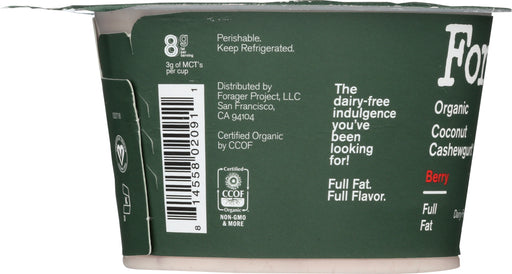 8g
3g of MCT's
per cup
Perishable.
Keep Refrigerated.
Distributed by
Forager Project, LLC
San Francisco,
CA 94104
Certified Organic
by CCOF
Certified
CCOF
Organic
NON-GMO
& MORE
8 14558 02091 1
The
dairy-free
indulgence
you've
been
looking
for!
Full Fat.
Full Flavor.
For
Organic
Coconut
Cashewgurt
Berry
Full
Fat